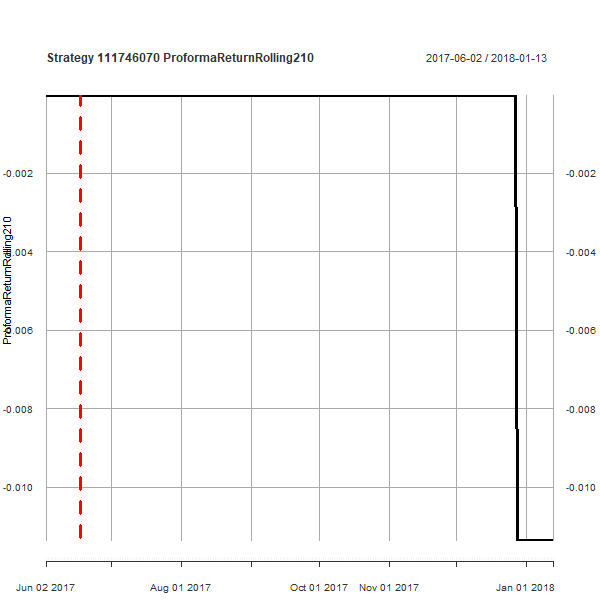 Strategy 111746070 ProformaReturnRolling210
2017-06-02 / 2018-01-13
ProformaReturnRolling210
-0.002
-0.004
-0.006
-0.008
-0.010
-0.002
-0.004
-0.006
-0.008
-0.010
Jun 02 2017 Aug 01 2017 Oct 01 2017 Nov 01 2017 Jan 01 2018